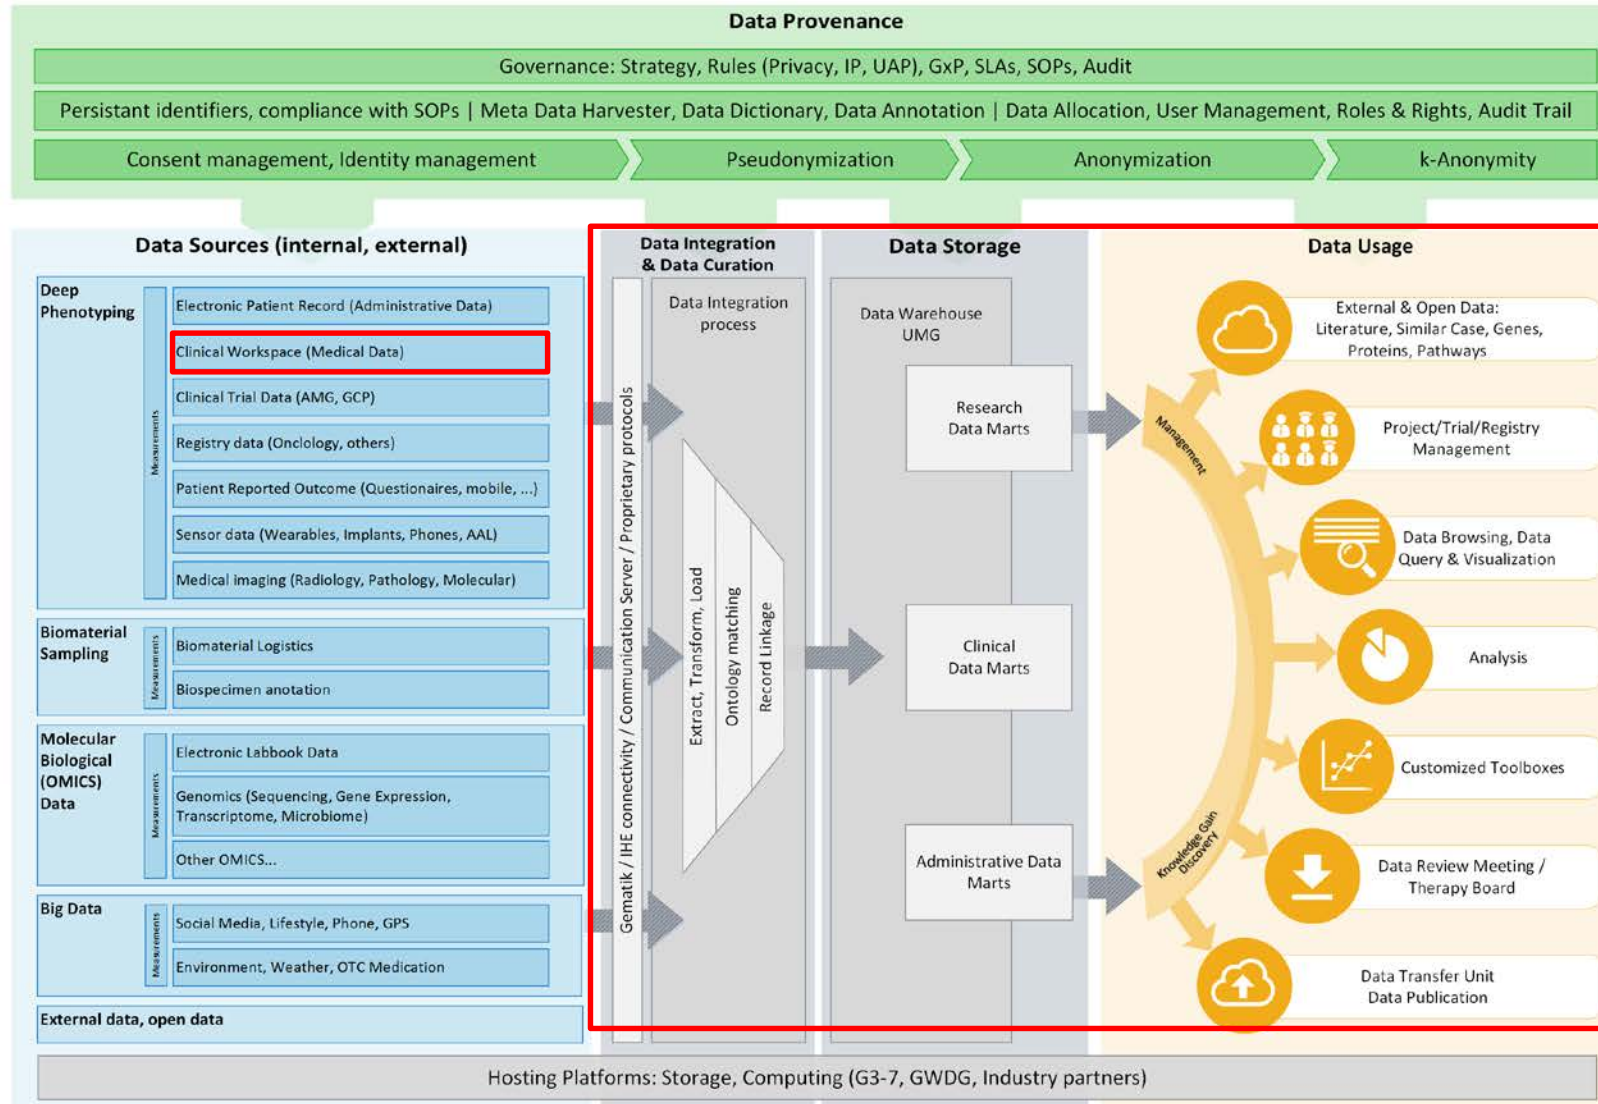 Data Provenance
Governance: Strategy, Rules (Privacy, IP, UAP), GxP, SLAs, SOPs, Audit
Persistant identifiers, compliance with SOPs | Meta Data Harvester, Data Dictionary, Data Annotation | Data Allocation, User Management, Roles & Rights, Audit Trail
Consent management, Identity management
Pseudonymization
Anonymization
k-Anonymity
Data Sources (internal, external)
Deep
Phenotyping
Measurements
Electronic Patient Record (Administrative Data)
Clinical Workspace (Medical Data)
Clinical Trial Data (AMG, GCP)
Registry data (Onclology, others)
Patient Reported Outcome (Questionaires, mobile, ...)
Sensor data (Wearables, Implants, Phones, AAL)
Medical imaging (Radiology, Pathology, Molecular)
Biomaterial
Sampling
Measurements
Biomaterial Logistics
Biospecimen anotation
Molecular
Biological
(OMICS)
Data
Measurements
Electronic Labbook Data
Genomics (Sequencing, Gene Expression,
Transcriptome, Microbiome)
Other OMICS...
Big Data
Measurements
Social Media, Lifestyle, Phone, GPS
Environment, Weather, OTC Medication
External data, open data
Data Integration
& Data Curation
Gematik / IHE connectivity / Communication Server / Proprietary protocols
Data Integration
process
Extract, Transform, Load
Ontology matching
Record Linkage
Data Storage
Data Warehouse
UMG
Research
Data Marts
Clinical
Data Marts
Administrative Data
Marts
Data Usage
Management
Knowledge Gain
Discovery
External & Open Data:
Literature, Similar Case, Genes,
Proteins, Pathways
Project/Trial/Registry
Management
Data Browsing, Data
Query & Visualization
Analysis
Customized Toolboxes
Data Review Meeting /
Therapy Board
Data Transfer Unit
Data Publication
Hosting Platforms: Storage, Computing (G3-7, GWDG, Industry partners)